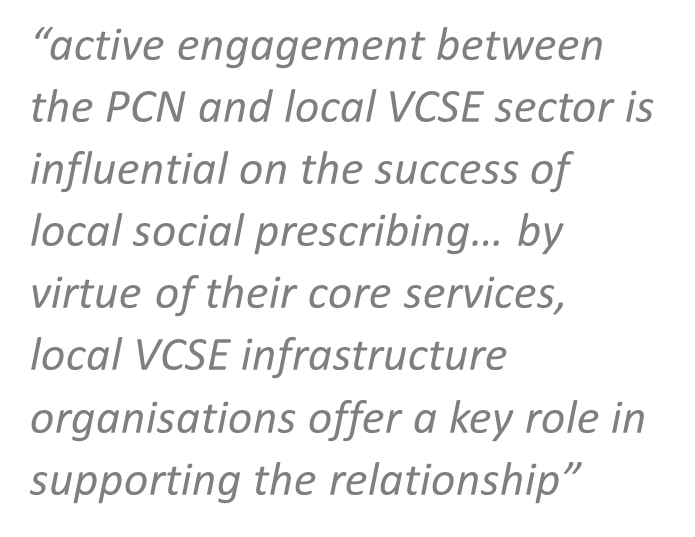 “active engagement between
the PCN and local VCSE sector is
influential on the success of
local social prescribing… by
virtue of their core services,
local VCSE infrastructure
organisations offer a key role in
supporting the relationship”